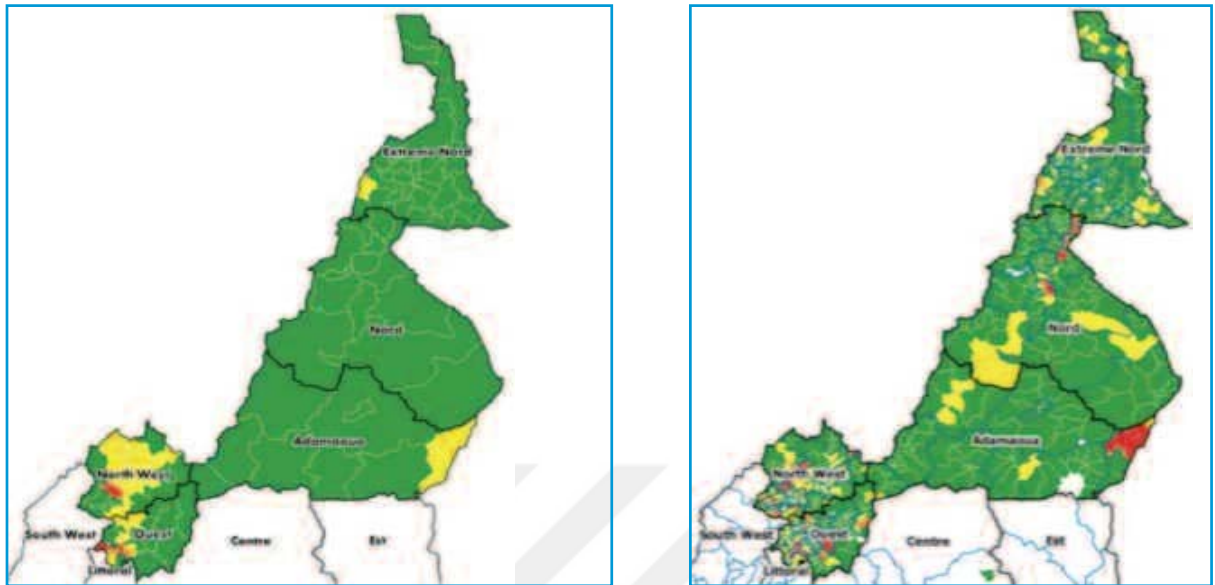 Extreme Nord
Nord
Adamaoua
North West
South West
Ouest
Littoral
Centre
Est
Extreme Nord
Nord
Adamaoua
North West
South West
Ouest
Littoral
Centre
Est